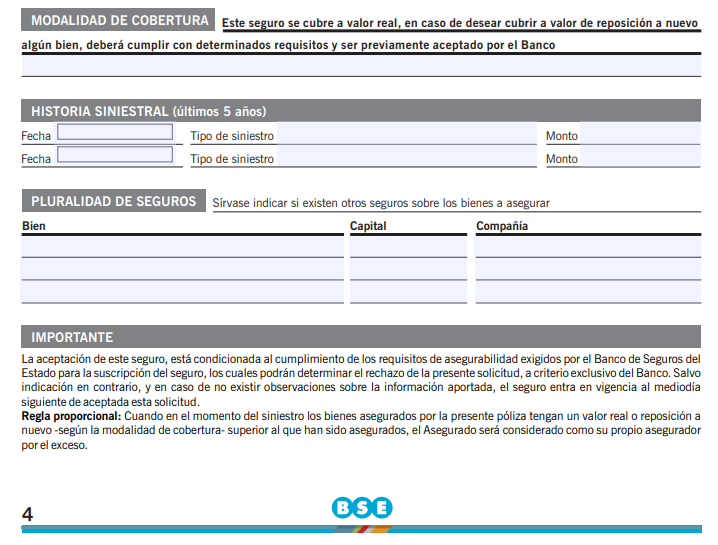 MODALIDAD DE COBERTURA Este seguro se cubre a valor real, en caso de desear cubrir a valor de reposición a nuevo
algún bien, deberá cumplir con determinados requisitos y ser previamente aceptado por el Banco
HISTORIA SINIESTRAL (últimos 5 años)
Fecha Tipo de siniestro Monto
Fecha Tipo de siniestro Monto
PLURALIDAD DE SEGUROS Sírvase indicar si existen otros seguros sobre los bienes a asegurar
Bien Capital Compañía
IMPORTANTE
La aceptación de este seguro, está condicionada al cumplimiento de los requisitos de asegurabilidad exigidos por el Banco de Seguros del
Estado para la suscripción del seguro, los cuales podrán determinar el rechazo de la presente solicitud, a criterio exclusivo del Banco. Salvo
indicación en contrario, y en caso de no existir observaciones sobre la información aportada, el seguro entra en vigencia al mediodía
siguiente de aceptada esta solicitud.
Regla proporcional: Cuando en el momento del siniestro los bienes asegurados por la presente póliza tengan un valor real o reposición a
nuevo -según la modalidad de cobertura- superior al que han sido asegurados, el Asegurado será considerado como su propio asegurador
por el exceso.
4 BSE